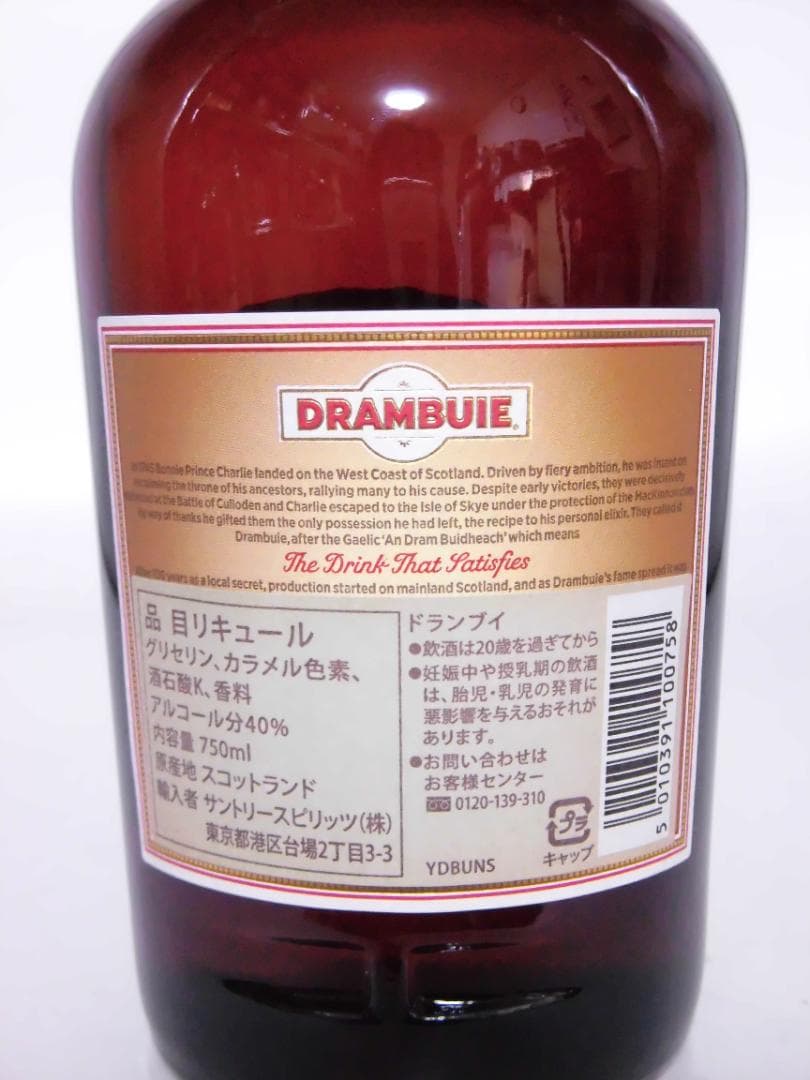 DRAMBUIE
In 1745 Bonnie Prince Charlie landed on the West Coast of Scotland. Driven by fiery ambition, he was intent on
reclaiming the throne of his ancestors, rallying many to his cause. Despite early victories, they were decisively
at the Battle of Culloden and Charlie escaped to the Isle of Skye under the protection of the MacKinnon clan.
By way of thanks he gifted them the only possession he had left, the recipe to his personal elixir. They called it
Drambuie, after the Gaelic 'An Dram Buidheach' which means
The Drink That Satisfies
years as a local secret, production started on mainland Scotland, and as Drambuie's fame spread it was
品 目リキュール
グリセリン、カラメル色素、
酒石酸K、香料
アルコール分40%
内容量 750ml
原産地 スコットランド
輸入者 サントリースピリッツ(株)
東京都港区台場2丁目3-3
ドランブイ
●飲酒は20歳を過ぎてから
●妊娠中や授乳期の飲酒
は、胎児・乳児の発育に
悪影響を与えるおそれが
あります。
●お問い合わせは
お客様センター
0120-139-310
プラ
キャップ
YDBUNS
5 010391 100758